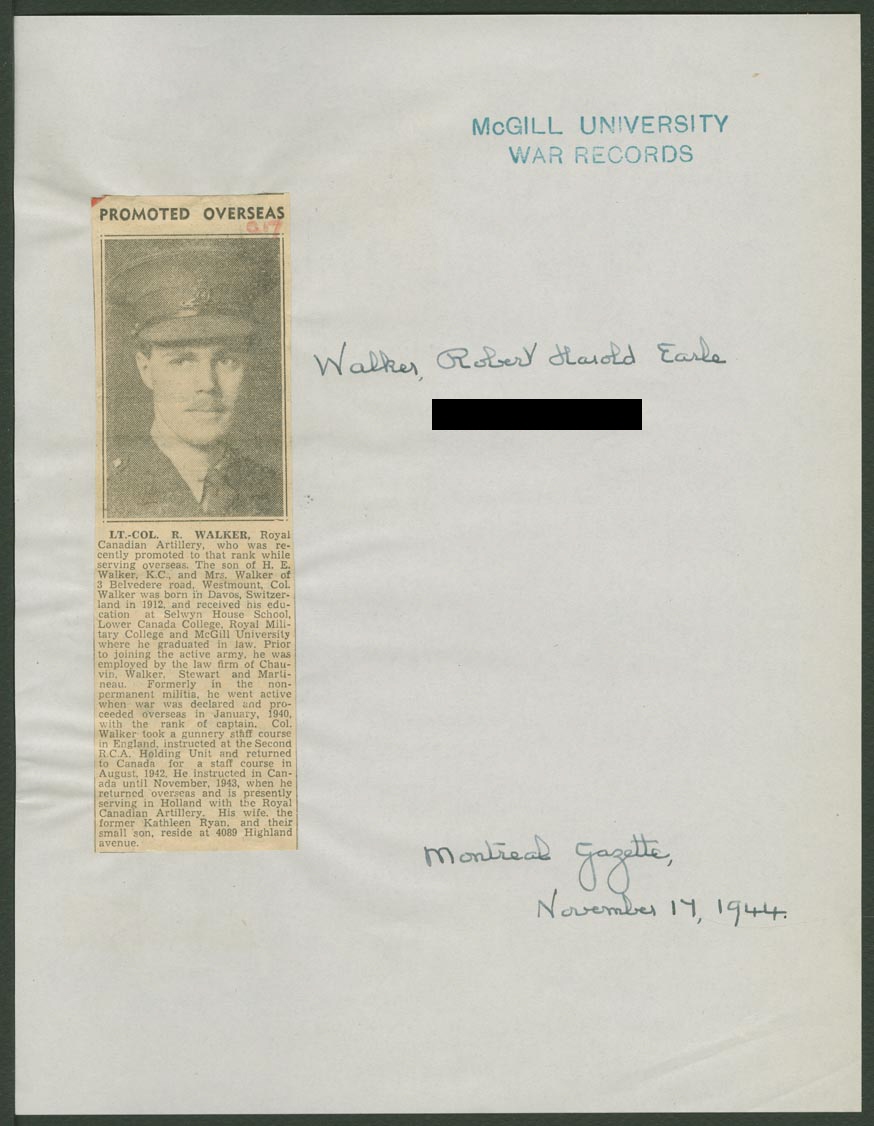 McGILL UNIVERSITY
WAR RECORDS
PROMOTED OVERSEAS
Walker, Robert Harold Earle
LT.-COL. R. WALKER, Royal
Canadian Artillery, who was re-
cently promoted to that rank while
serving overseas. The son of H. E.
Walker, K.C., and Mrs. Walker of
3 Belvedere road, Westmount, Col.
Walker was born in Davos, Switzer-
land in 1912, and received his edu-
cation at Selwyn House School,
Lower Canada College, Royal Mili-
tary College and McGill University
where he graduated in law. Prior
to joining the active army, he was
employed by the law firm of Chau-
vin, Walker, Stewart and Marti-
neau. Formerly in the non-
permanent militia, he went active
when war was declared and pro-
ceeded overseas in January, 1940,
with the rank of captain. Col.
Walker took a gunnery staff course
in England, instructed at the Second
R.C.A. Holding Unit and returned
to Canada for a staff course in
August, 1942. He instructed in Can-
ada until November, 1943, when he
returned overseas and is presently
serving in Holland with the Royal
Canadian Artillery. His wife, the
former Kathleen Ryan, and their
small son, reside at 4089 Highland
avenue.
Montreal Gazette,
November 17, 1944.